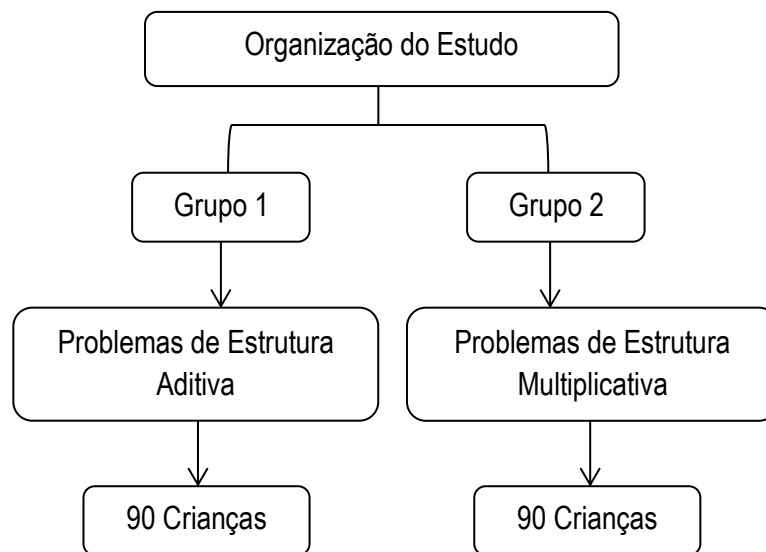 Organização do Estudo
Grupo 1
Grupo 2
Problemas de Estrutura
Aditiva
Problemas de Estrutura
Multiplicativa
90 Crianças
90 Crianças